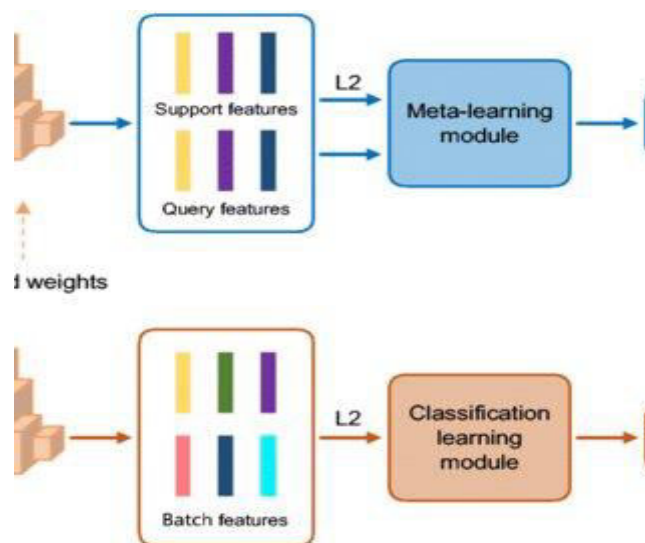 Support features
Query features
L2
Meta-learning
module
d weights
Batch features
L2
Classification
learning
module